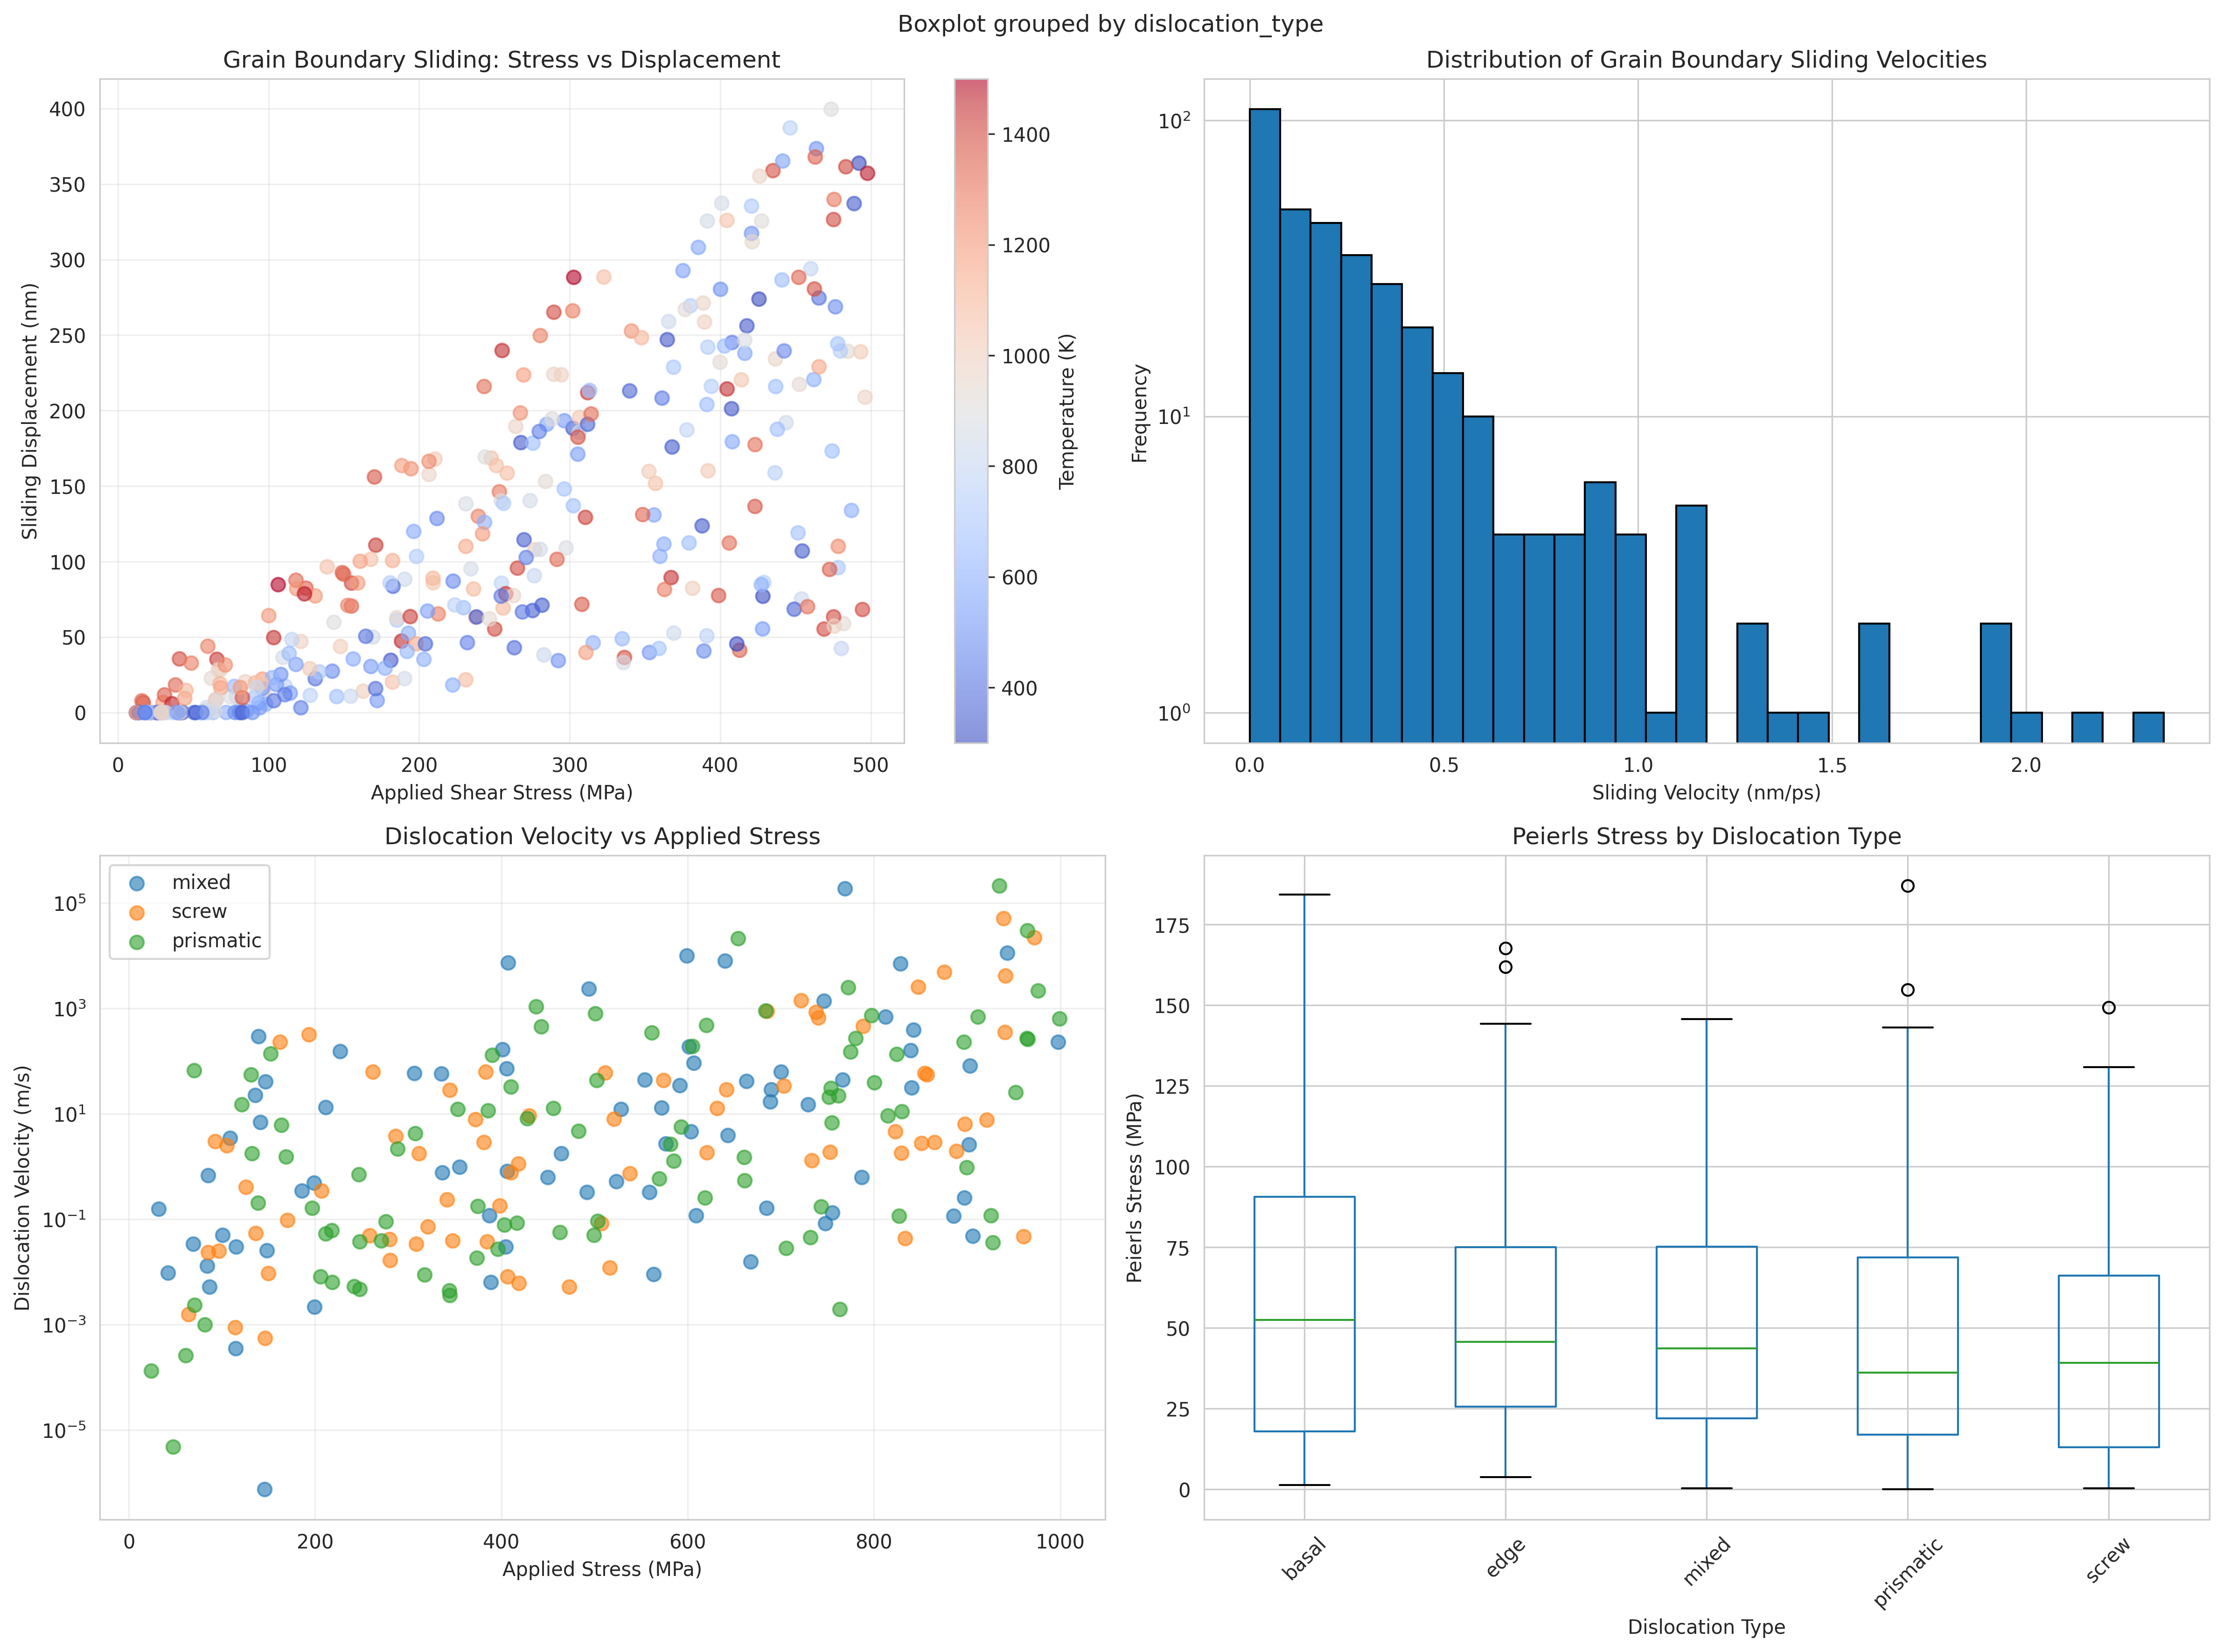 Boxplot grouped by dislocation_type
Grain Boundary Sliding: Stress vs Displacement
400
350
300
250
200
150
100
50
0
Sliding Displacement (nm)
0 100 200 300 400 500
Applied Shear Stress (MPa)
1400
1200
1000
800
600
400
Temperature (K)
Distribution of Grain Boundary Sliding Velocities
10²
10¹
10⁰
Frequency
0.0 0.5 1.0 1.5 2.0
Sliding Velocity (nm/ps)
Dislocation Velocity vs Applied Stress
mixed
screw
prismatic
10⁵
10³
10¹
10⁻¹
10⁻³
10⁻⁵
Dislocation Velocity (m/s)
0 200 400 600 800 1000
Applied Stress (MPa)
Peierls Stress by Dislocation Type
175
150
125
100
75
50
25
0
Peierls Stress (MPa)
basal edge mixed prismatic screw
Dislocation Type